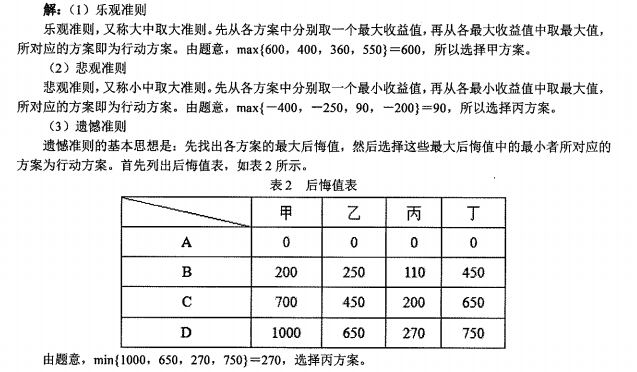 解：（1）乐观准则
乐观准则，又称大中取大准则。先从各方案中分别取一个最大收益值，再从各最大收益值中取最大值，
所对应的方案即为行动方案。由题意，max{600，400，360，550}＝600，所以选择甲方案。
（2）悲观准则
悲观准则，又称小中取大准则。先从各方案中分别取一个最小收益值，再从各最小收益值中取最大值，
所对应的方案即为行动方案。由题意，max{－400，－250，90，－200}＝90，所以选择丙方案。
（3）遗憾准则
遗憾准则的基本思想是：先找出各方案的最大后悔值，然后选择这些最大后悔值中的最小者所对应的
方案为行动方案。首先列出后悔值表，如表2所示。
表2 后悔值表
甲 乙 丙 丁
A 0 0 0 0
B 200 250 110 450
C 700 450 200 650
D 1000 650 270 750
由题意，min{1000，650，270，750}＝270，选择丙方案。